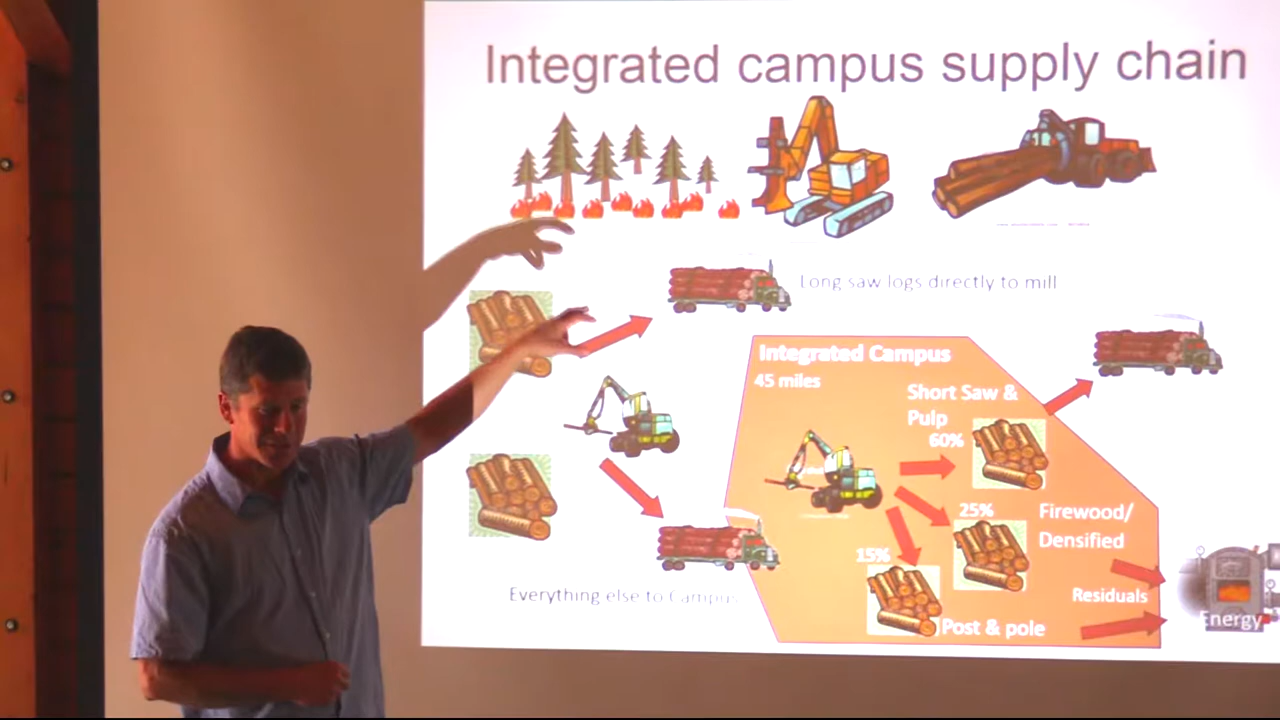 Integrated campus supply chain
Long saw logs directly to mill
Integrated Campus
45 miles
Short Saw &
Pulp
60%
25%
Firewood/
Densified
15%
Residuals
Everything else to Campus
Post & pole
Energy